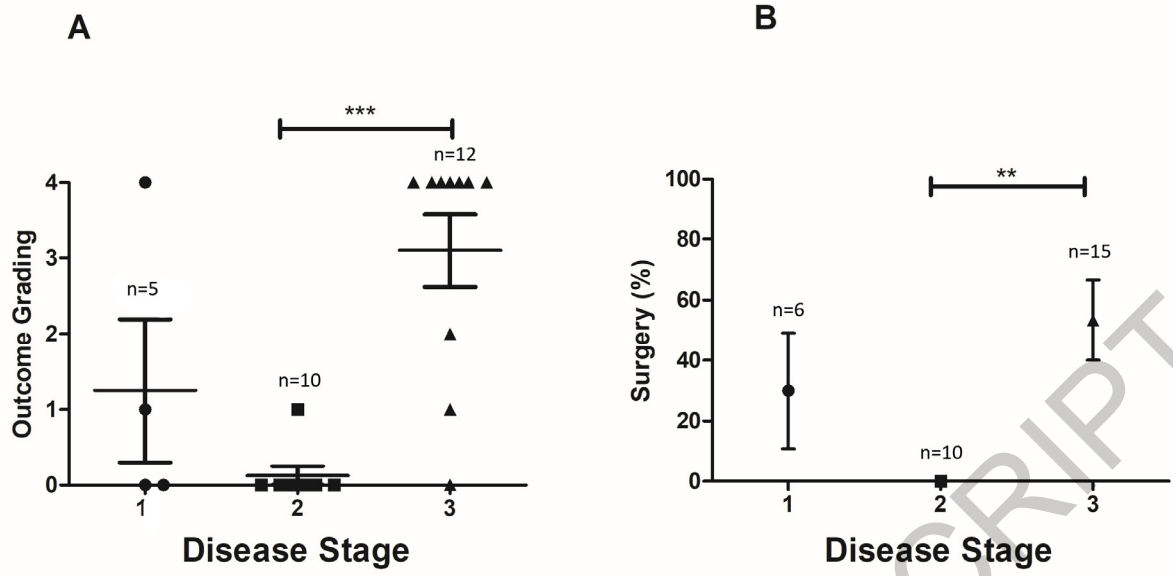 A
***
n=12
4
3
2
1
0
n=5
n=10
Outcome Grading
1
2
3
Disease Stage
B
**
100
80
60
40
20
0
n=15
n=6
n=10
Surgery (%)
1
2
3
Disease Stage
CRIPT